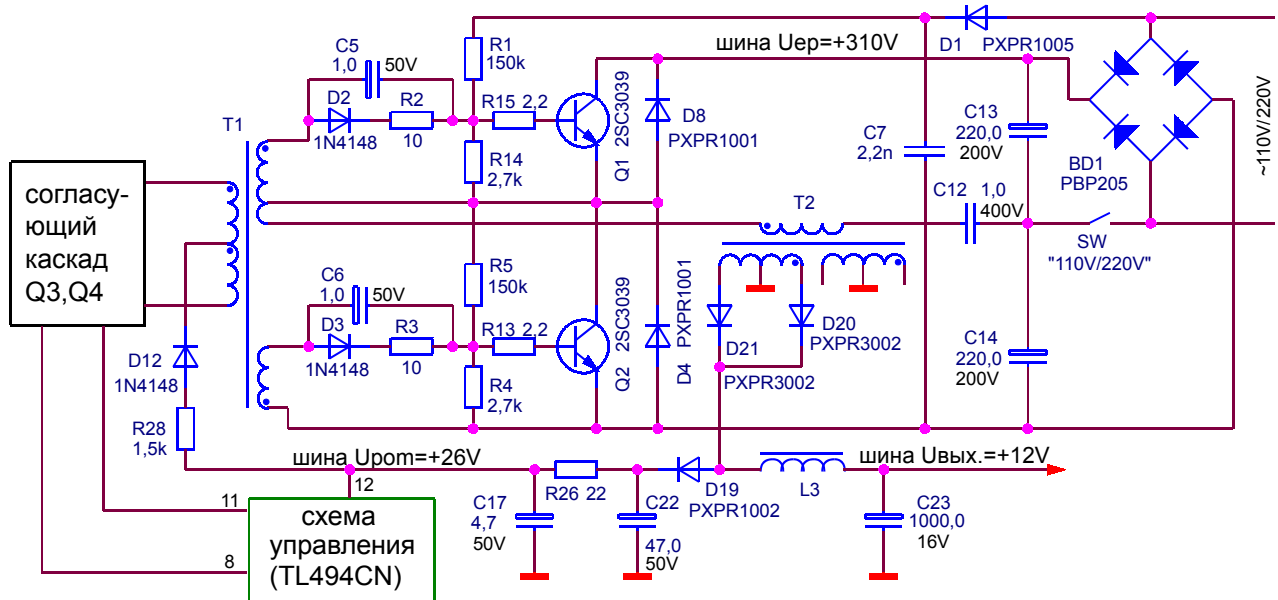 D1
PXPR1005
шина Uep=+310V
C5
1,0
50V
R1
150k
D2
1N4148
R2
10
R15 2,2
Q1 2SC3039
D8
PXPR1001
T1
R14
2,7k
C7
2,2n
C13
220,0
200V
BD1
PBP205
~110V/220V
C12
1,0
400V
T2
SW
"110V/220V"
согласу-
ющий
каскад
Q3,Q4
C6
1,0
50V
R5
150k
D3
1N4148
R3
10
R13 2,2
Q2 2SC3039
D4 PXPR1001
R4
2,7k
D21
PXPR3002
D20
PXPR3002
C14
220,0
200V
D12
1N4148
R28
1,5k
шина Upom=+26V
шина Uвых.=+12V
12
11
8
схема
управления
(TL494CN)
C17
4,7
50V
R26 22
C22
47,0
50V
D19
PXPR1002
L3
C23
1000,0
16V